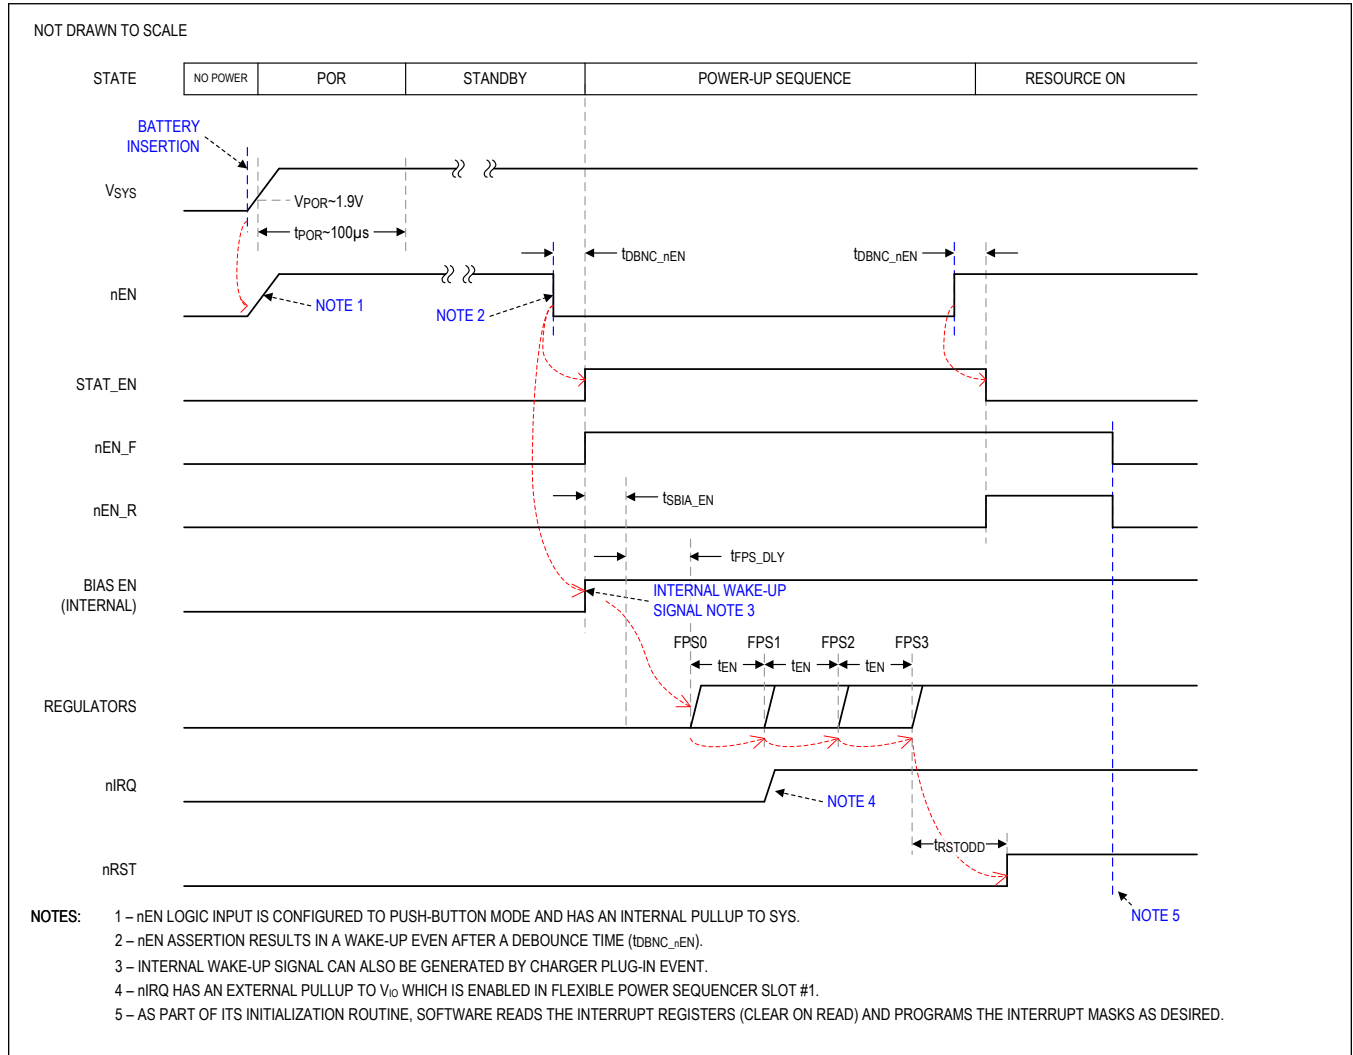 NOT DRAWN TO SCALE
STATE NO POWER POR STANDBY POWER-UP SEQUENCE RESOURCE ON
BATTERY
INSERTION
VSYS
VPOR~1.9V
tPOR~100µs
tDBNC_nEN tDBNC_nEN
nEN
NOTE 1
NOTE 2
STAT_EN
nEN_F
nEN_R
tSBIA_EN
tFPS_DLY
BIAS EN
(INTERNAL)
INTERNAL WAKE-UP
SIGNAL NOTE 3
FPS0 FPS1 FPS2 FPS3
tEN tEN tEN
REGULATORS
nIRQ
NOTE 4
tRSTODD
nRST
NOTE 5
NOTES: 1 – nEN LOGIC INPUT IS CONFIGURED TO PUSH-BUTTON MODE AND HAS AN INTERNAL PULLUP TO SYS.
2 – nEN ASSERTION RESULTS IN A WAKE-UP EVEN AFTER A DEBOUNCE TIME (tDBNC_nEN).
3 – INTERNAL WAKE-UP SIGNAL CAN ALSO BE GENERATED BY CHARGER PLUG-IN EVENT.
4 – nIRQ HAS AN EXTERNAL PULLUP TO VIO WHICH IS ENABLED IN FLEXIBLE POWER SEQUENCER SLOT #1.
5 – AS PART OF ITS INITIALIZATION ROUTINE, SOFTWARE READS THE INTERRUPT REGISTERS (CLEAR ON READ) AND PROGRAMS THE INTERRUPT MASKS AS DESIRED.